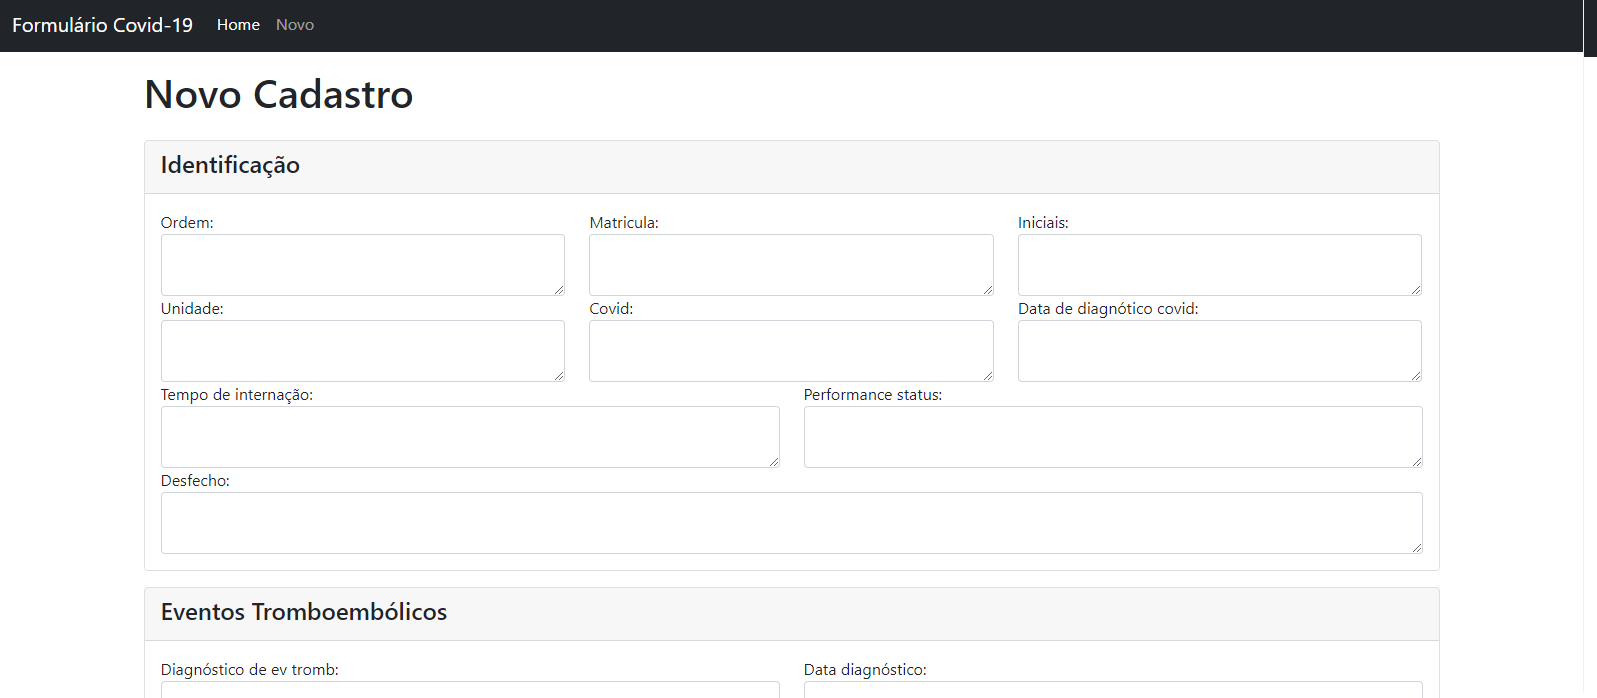 Formulário Covid-19 Home Novo
Novo Cadastro
Identificação
Ordem: Matricula: Iniciais:
Unidade: Covid: Data de diagnótico covid:
Tempo de internação: Performance status:
Desfecho:
Eventos Tromboembólicos
Diagnóstico de ev tromb: Data diagnóstico: